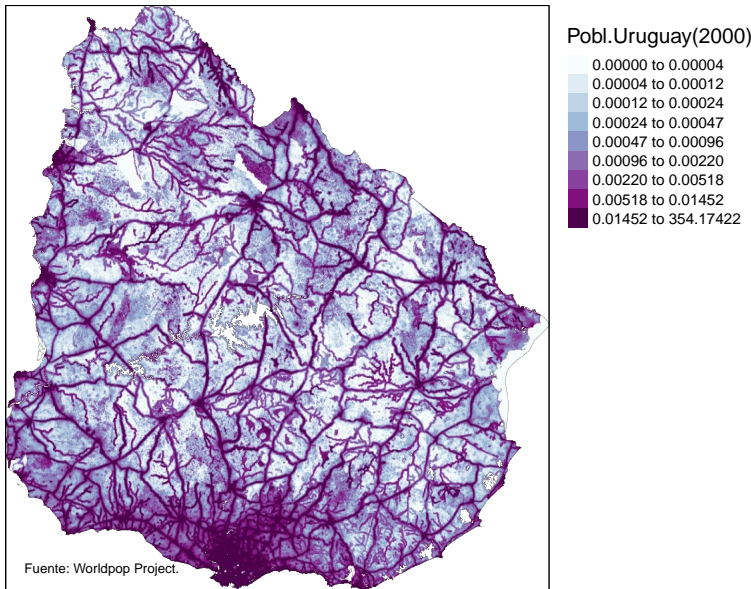 Pobl.Uruguay(2000)
0.00000 to 0.00004
0.00004 to 0.00012
0.00012 to 0.00024
0.00024 to 0.00047
0.00047 to 0.00096
0.00096 to 0.00220
0.00220 to 0.00518
0.00518 to 0.01452
0.01452 to 354.17422
Fuente: Worldpop Project.